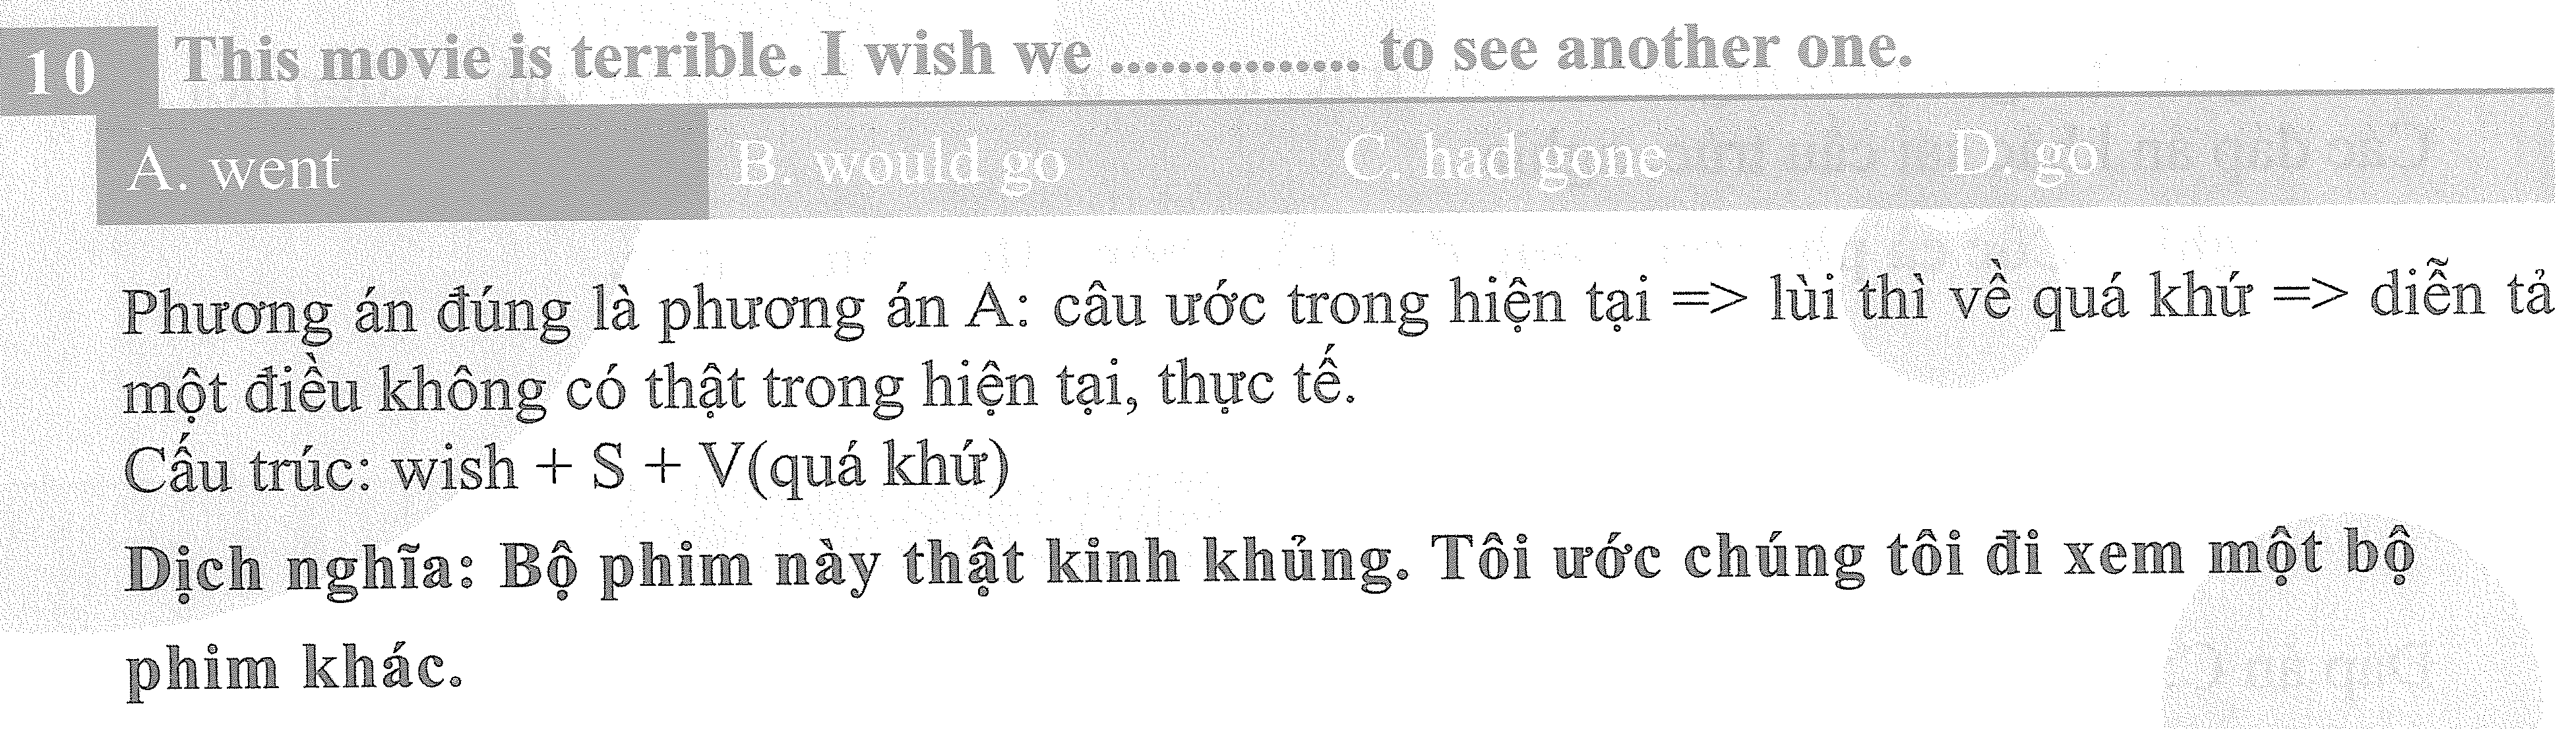 10 This movie is terrible. I wish we .............. to see another one.
A. went B. would go C. had gone D. go
Phương án đúng là phương án A: câu ước trong hiện tại => lùi thì về quá khứ => diễn tả
một điều không có thật trong hiện tại, thực tế.
Cấu trúc: wish + S + V(quá khứ)
Dịch nghĩa: Bộ phim này thật kinh khủng. Tôi ước chúng tôi đi xem một bộ
phim khác.